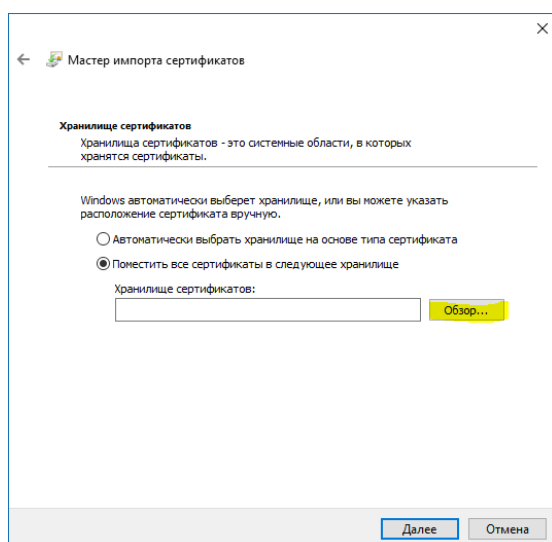 Мастер импорта сертификатов
Хранилище сертификатов
Хранилища сертификатов - это системные области, в которых
хранятся сертификаты.
Windows автоматически выберет хранилище, или вы можете указать
расположение сертификата вручную.
Автоматически выбрать хранилище на основе типа сертификата
Поместить все сертификаты в следующее хранилище
Хранилище сертификатов:
Обзор...
Далее
Отмена